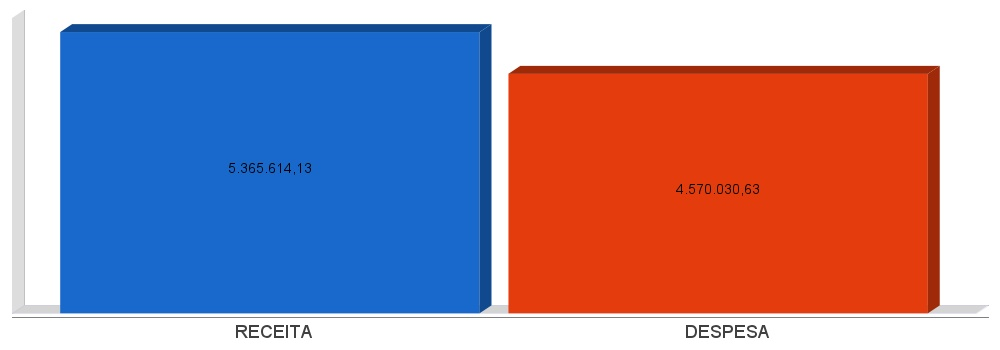 5.365.614,13
4.570.030,63
RECEITA
DESPESA